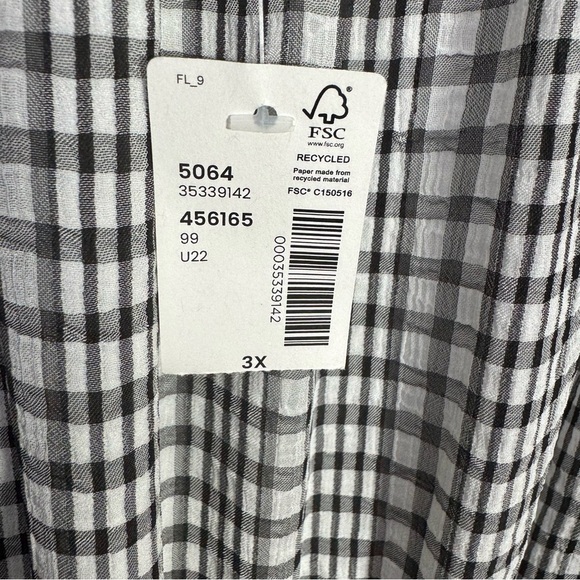 FL_9
FSC
www.fsc.org
RECYCLED
Paper made from
recycled material
FSC® C150516
5064
35339142
456165
99
U22
00035339142
3X